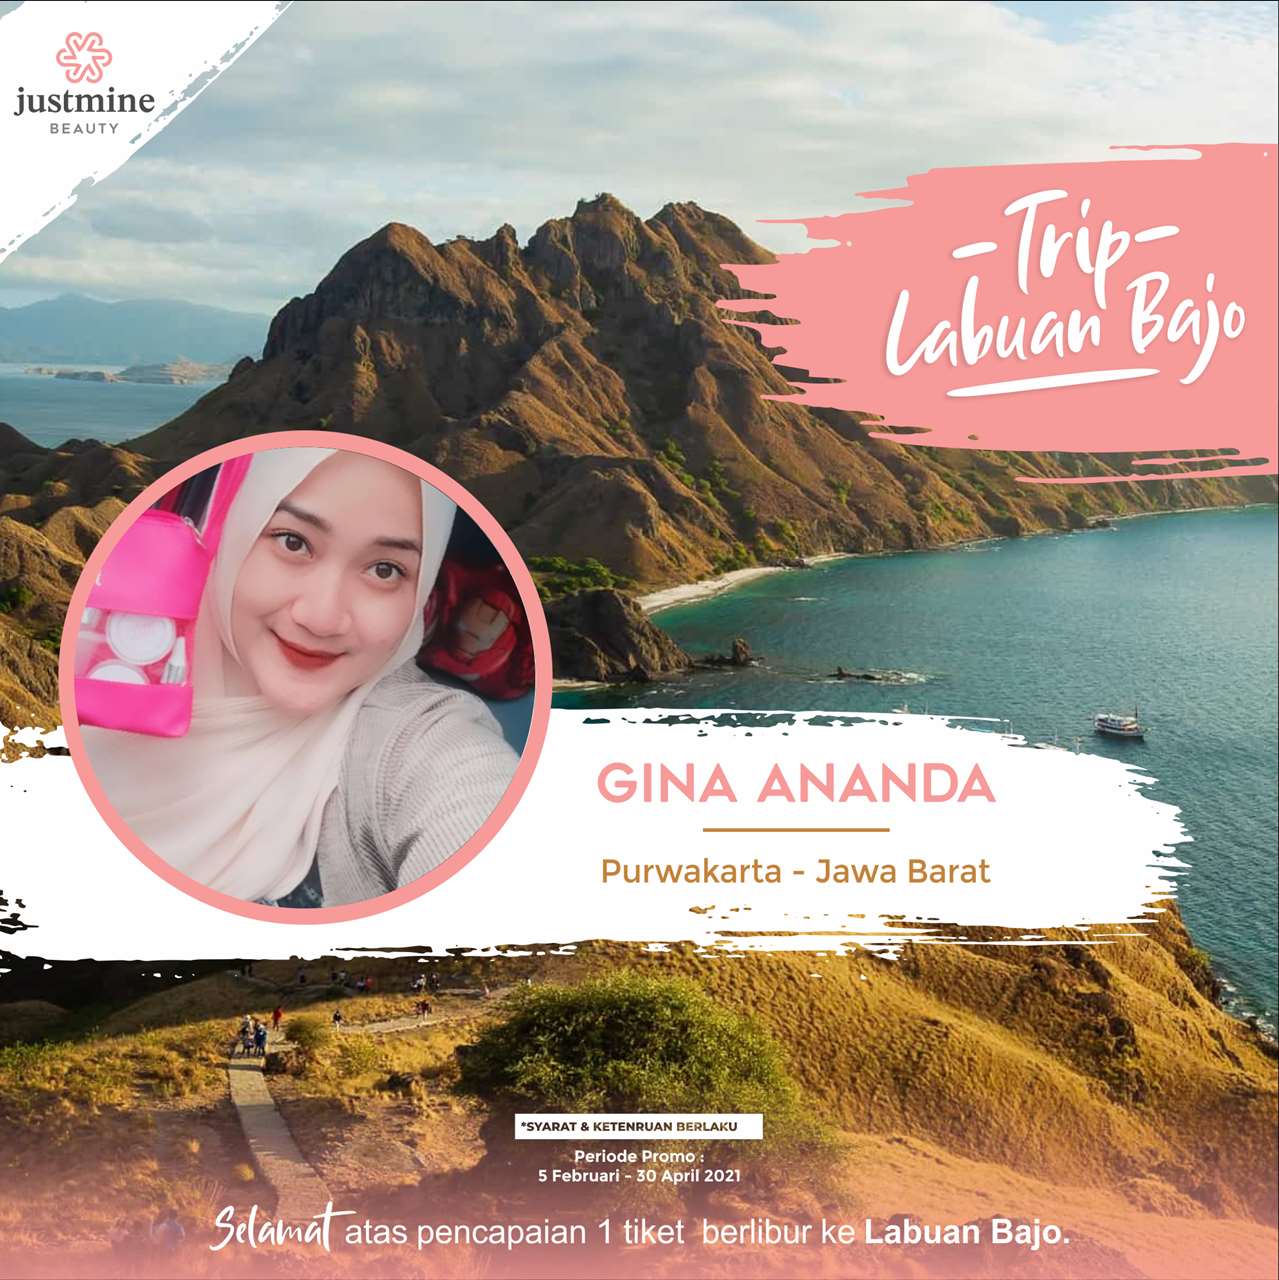 justmine
BEAUTY
-Trip-
Labuan Bajo
GINA ANANDA
Purwakarta - Jawa Barat
*SYARAT & KETENRUAN BERLAKU
Periode Promo :
5 Februari - 30 April 2021
Selamat atas pencapaian 1 tiket berlibur ke Labuan Bajo.